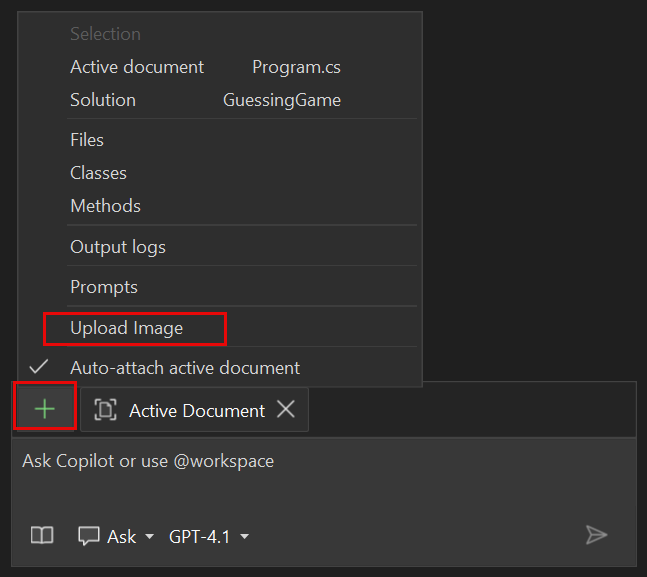 Selection
Active document Program.cs
Solution GuessingGame
Files
Classes
Methods
Output logs
Prompts
Upload Image
Auto-attach active document
Active Document
Ask Copilot or use @workspace
Ask GPT-4.1